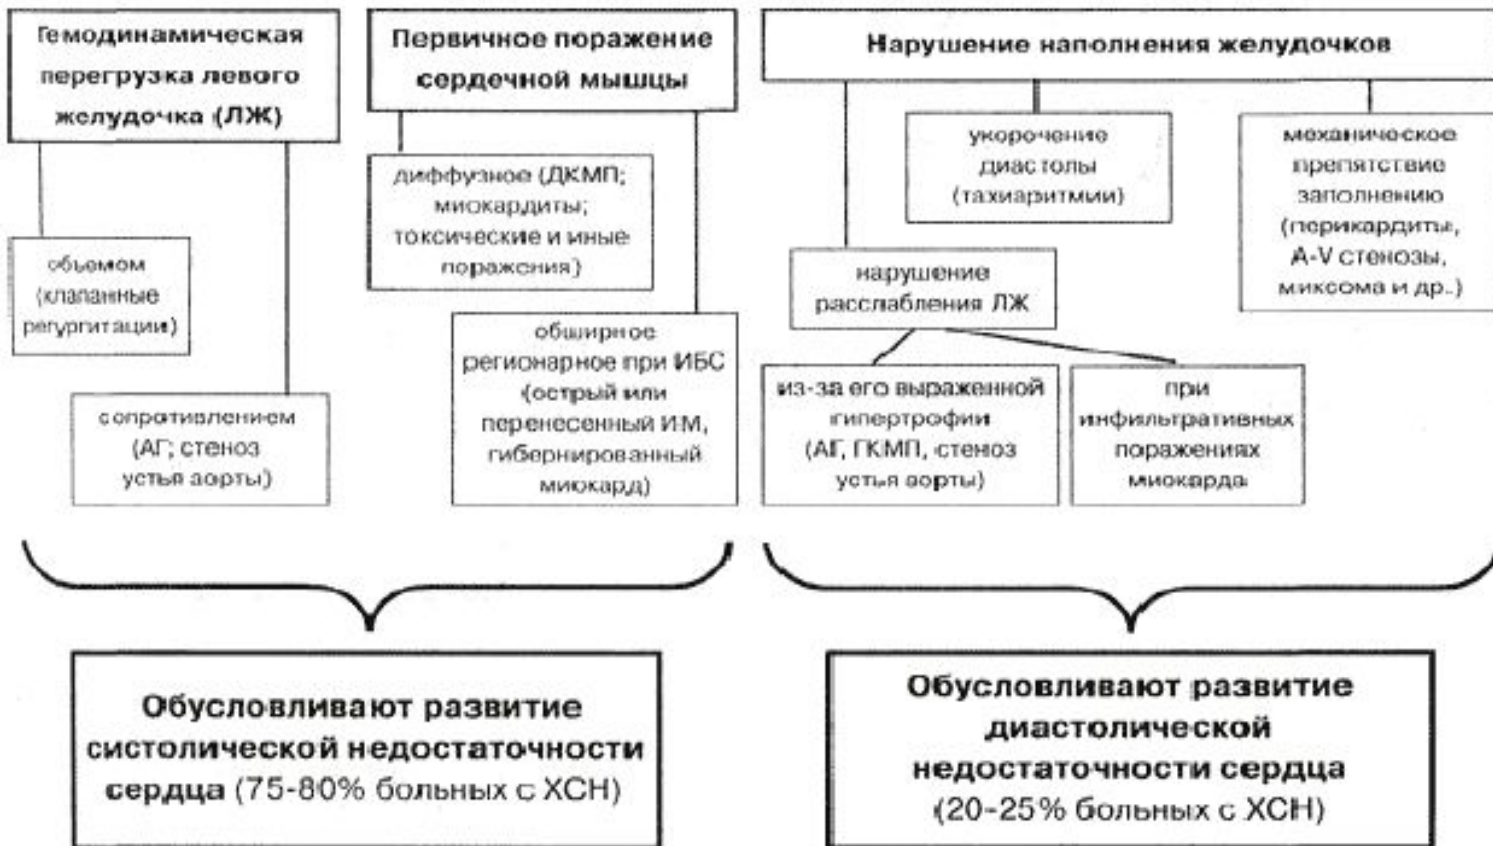 Гемодинамическая
перегрузка левого
желудочка (ЛЖ)
объемом
(клапанные
регургитации)
сопротивлением
(АГ; стеноз
устья аорты)
Первичное поражение
сердечной мышцы
диффузное (ДКМП;
миокардиты;
токсические и иные
поражения)
обширное
регионарное при ИБС
(острый или
перенесенный ИМ,
гибернированный
миокард)
Нарушение наполнения желудочков
укорочение
диастолы
(тахиаритмии)
механическое
препятствие
заполнению
(перикардиты,
A-V стенозы,
миксома и др.)
нарушение
расслабления ЛЖ
из-за его выраженной
гипертрофии
(АГ, ГКМП, стеноз
устья аорты)
при
инфильтративных
поражениях
миокарда
Обусловливают развитие
систолической недостаточности
сердца (75-80% больных с ХСН)
Обусловливают развитие
диастолической
недостаточности сердца
(20-25% больных с ХСН)